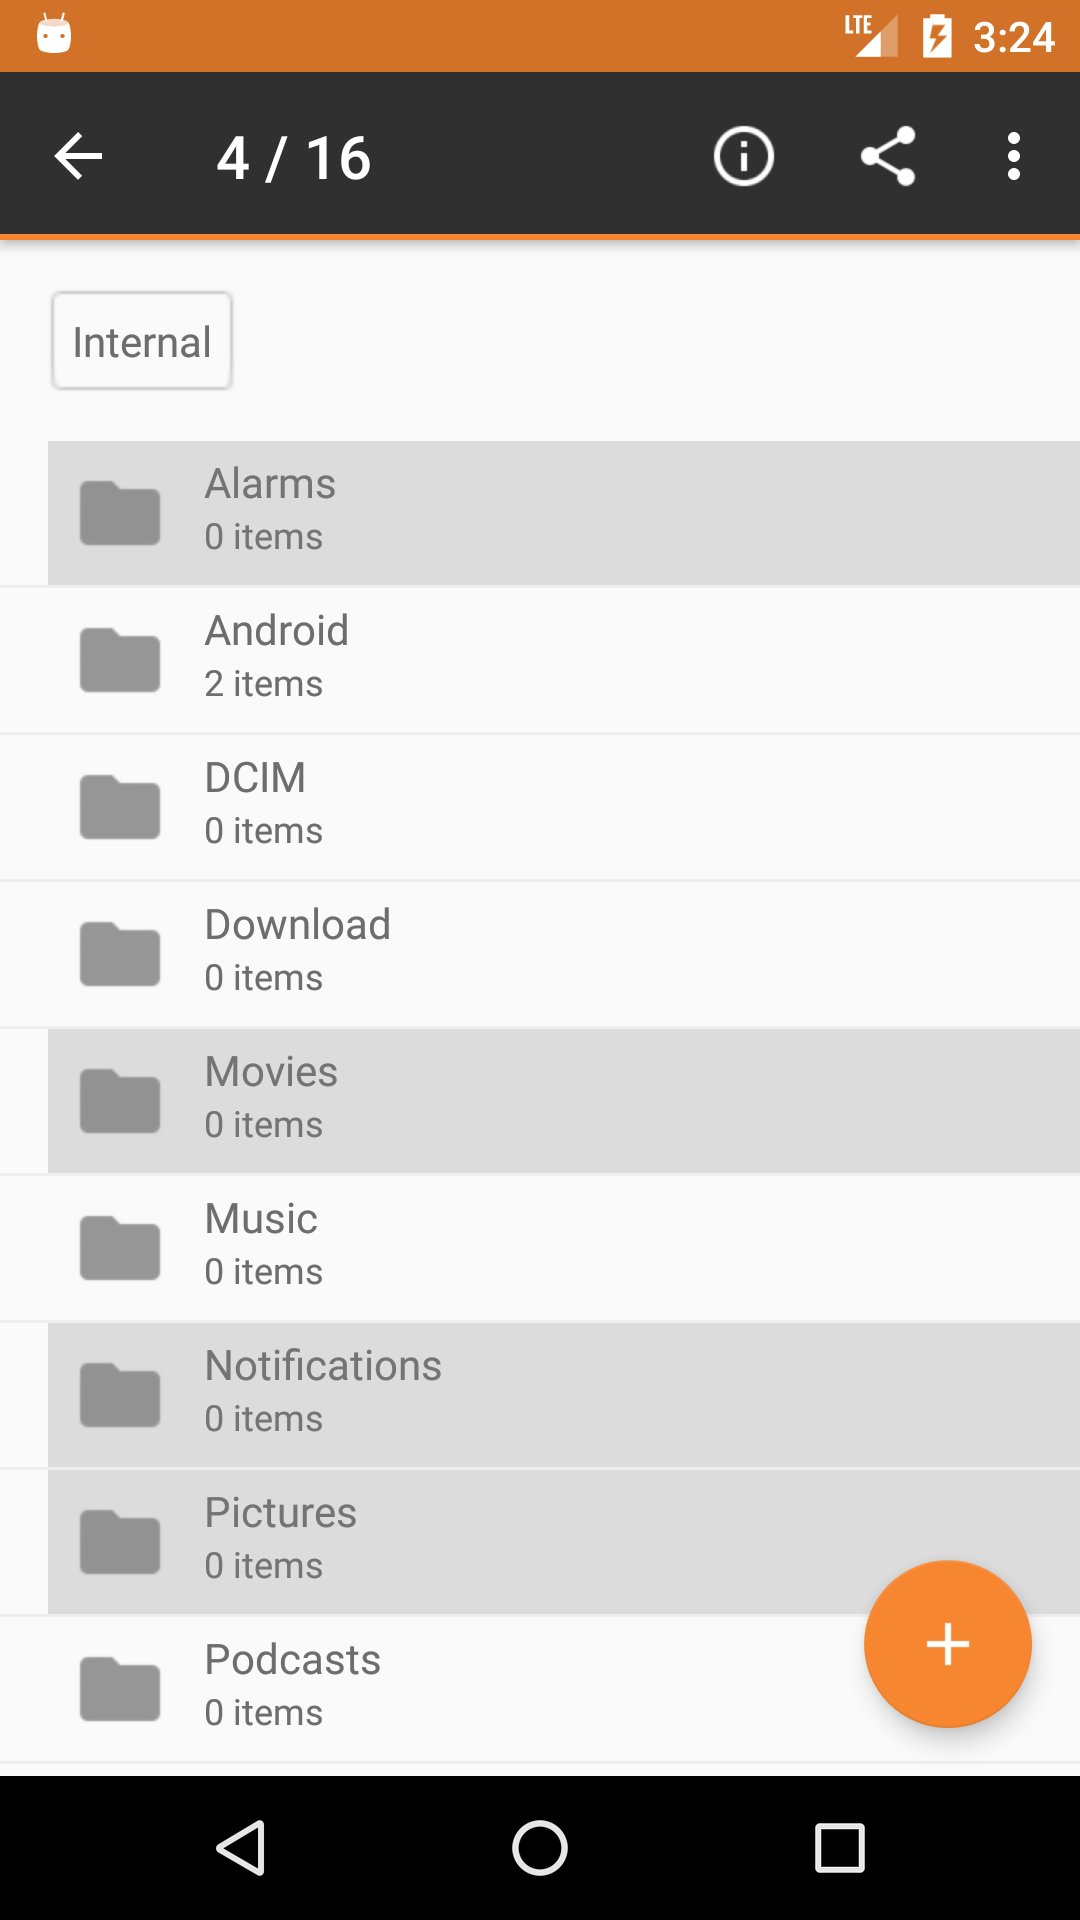 LTE 3:24
4 / 16
Internal
Alarms
0 items
Android
2 items
DCIM
0 items
Download
0 items
Movies
0 items
Music
0 items
Notifications
0 items
Pictures
0 items
Podcasts
0 items